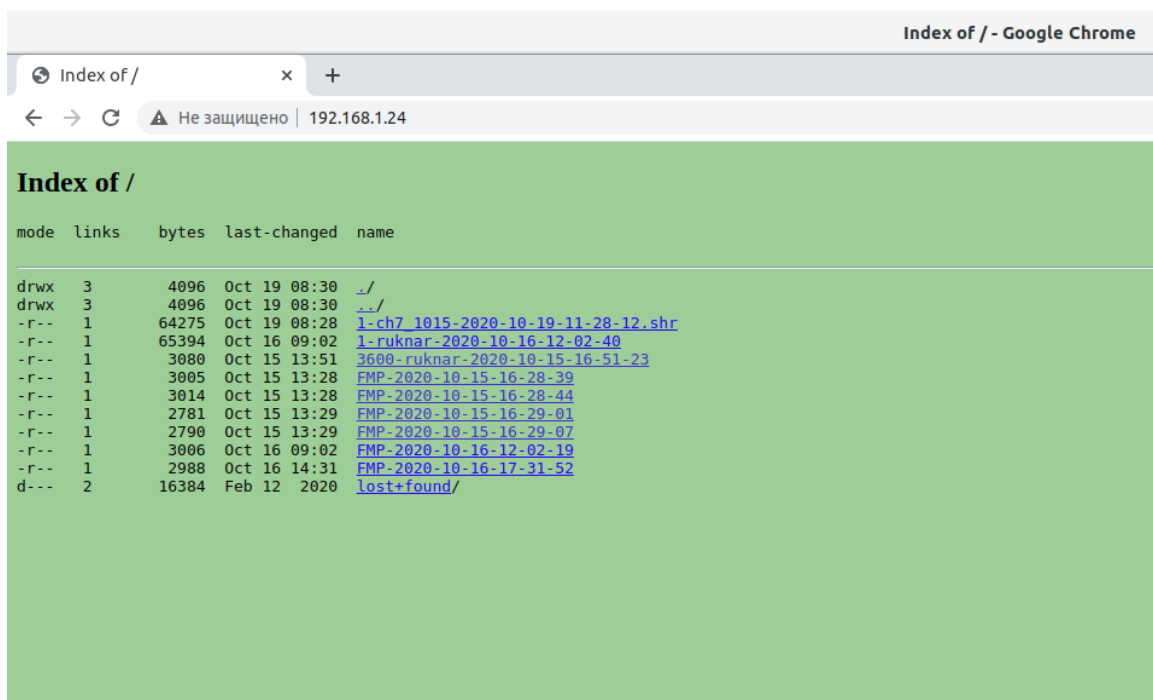 Index of / - Google Chrome
Index of /
Не защищено | 192.168.1.24
Index of /
mode links bytes last-changed name
drwx 3 4096 Oct 19 08:30 ./
drwx 3 4096 Oct 19 08:30 ../
-r-- 1 64275 Oct 19 08:28 1-ch7_1015-2020-10-19-11-28-12.shr
-r-- 1 65394 Oct 16 09:02 1-ruknar-2020-10-16-12-02-40
-r-- 1 3080 Oct 15 13:51 3600-ruknar-2020-10-15-16-51-23
-r-- 1 3005 Oct 15 13:28 FMP-2020-10-15-16-28-39
-r-- 1 3014 Oct 15 13:28 FMP-2020-10-15-16-28-44
-r-- 1 2781 Oct 15 13:29 FMP-2020-10-15-16-29-01
-r-- 1 2790 Oct 15 13:29 FMP-2020-10-15-16-29-07
-r-- 1 3006 Oct 16 09:02 FMP-2020-10-16-12-02-19
-r-- 1 2988 Oct 16 14:31 FMP-2020-10-16-17-31-52
d--- 2 16384 Feb 12 2020 lost+found/